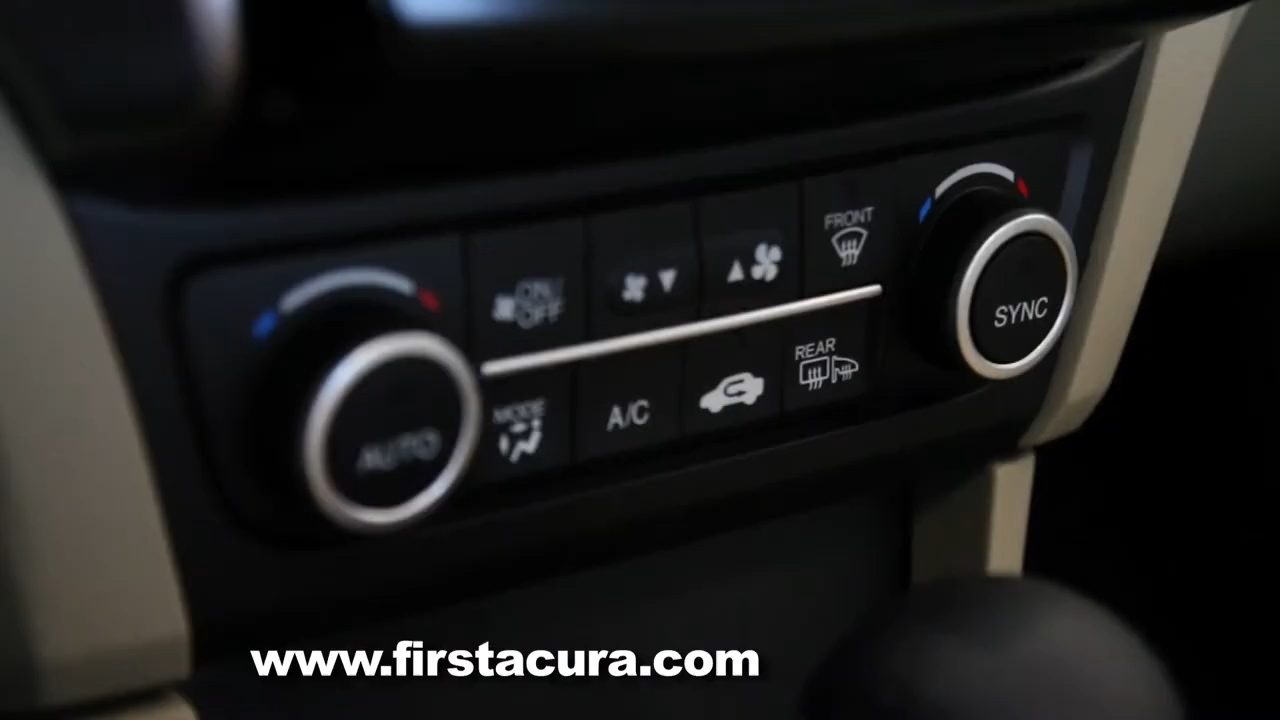 ON/
OFF
FRONT
SYNC
AUTO
MODE
A/C
REAR
www.firstacura.com